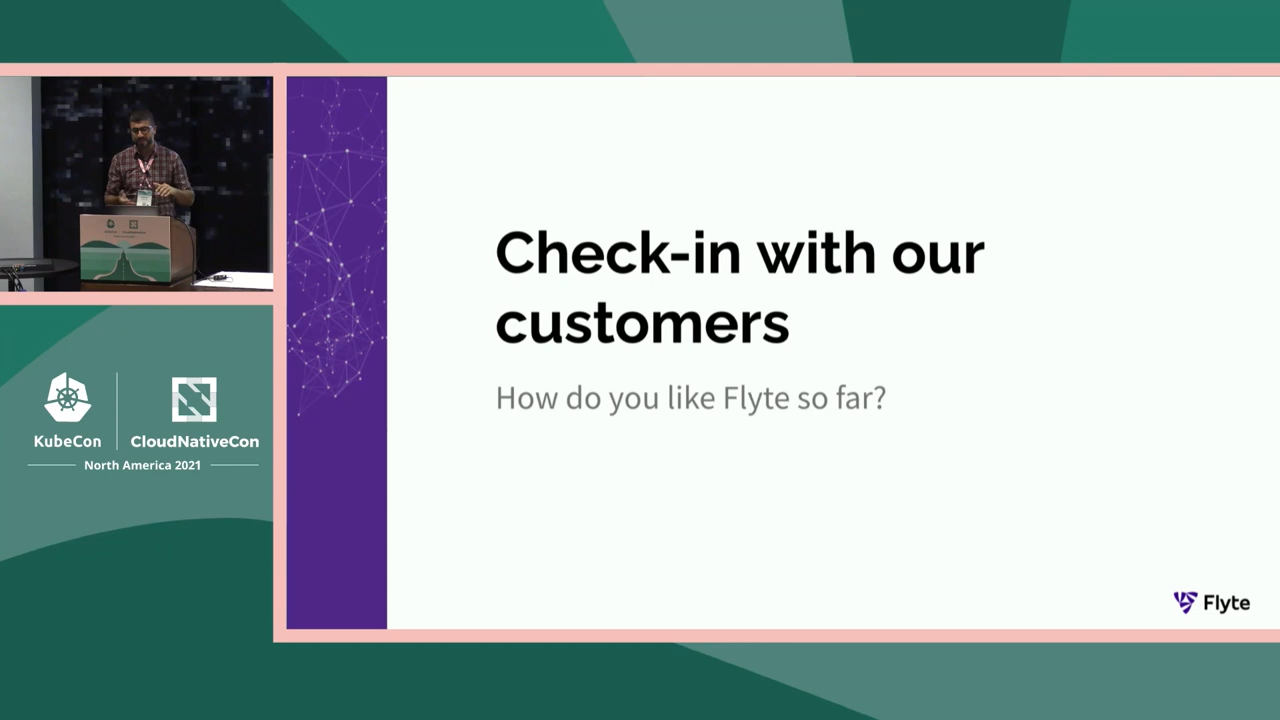 Check-in with our
customers
How do you like Flyte so far?
Flyte
KubeCon
CloudNativeCon
North America 2021